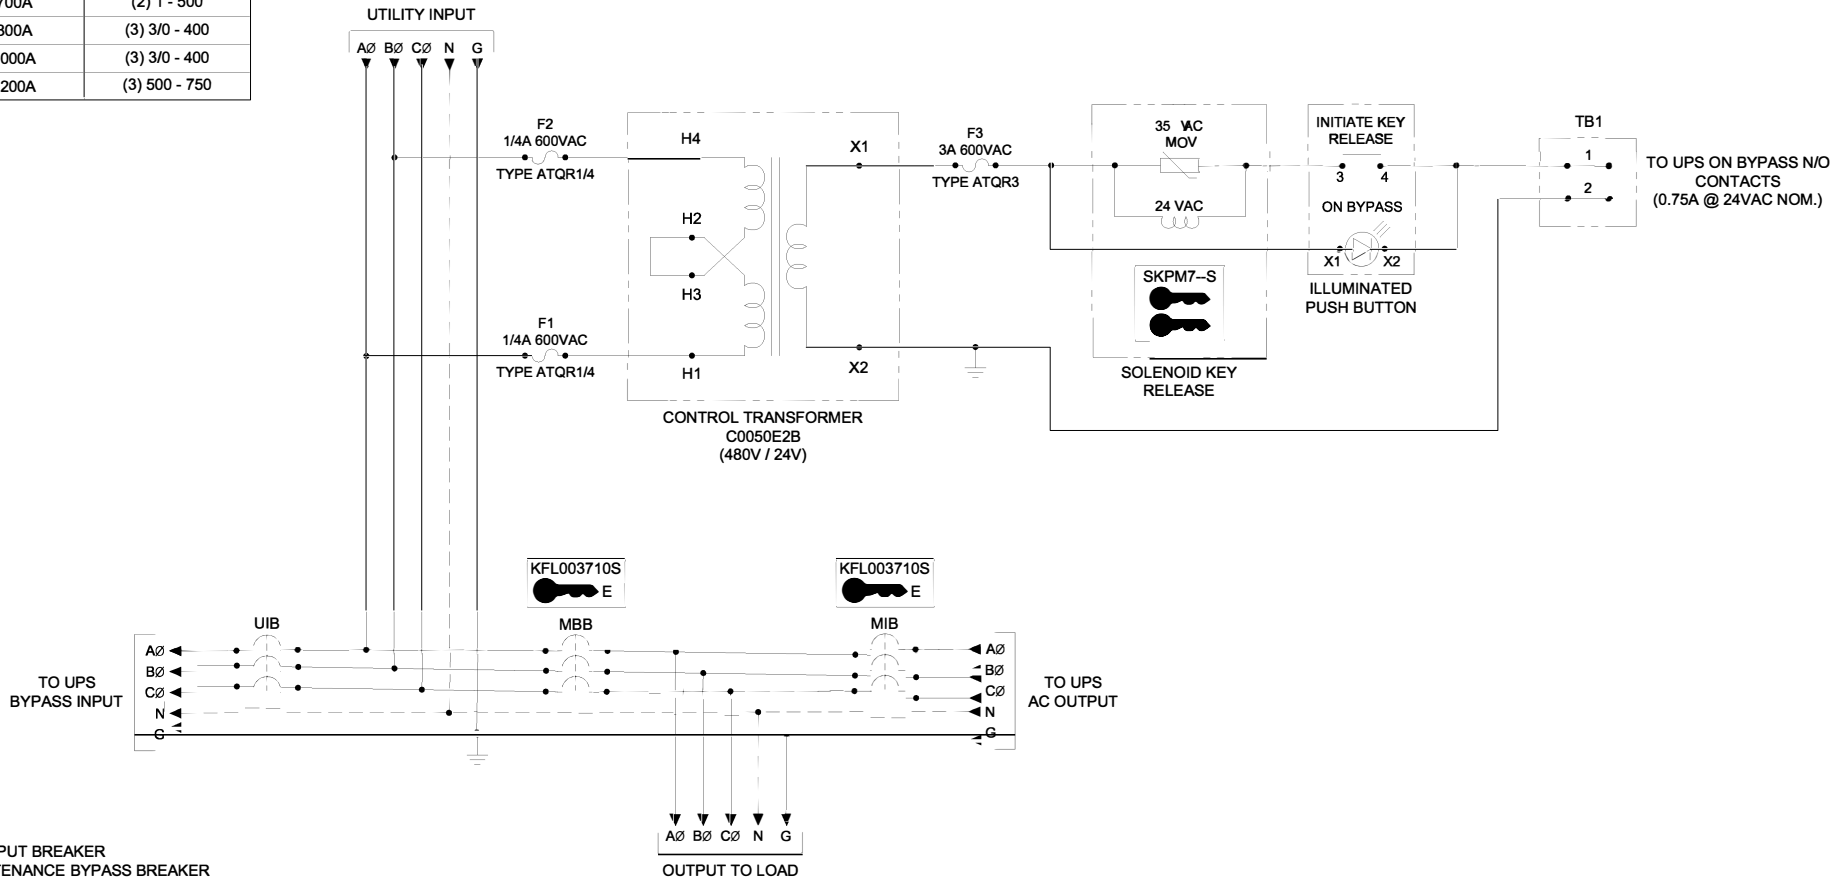 (2) 1 - 500
(3) 3/0 - 400
000A
(3) 3/0 - 400
200A
(3) 500 - 750
UTILITY INPUT
AØ BØ CØ N G
F2
1/4A 600VAC
TYPE ATQR1/4
H4
H2
H3
H1
F1
1/4A 600VAC
TYPE ATQR1/4
X1
X2
CONTROL TRANSFORMER
C0050E2B
(480V / 24V)
F3
3A 600VAC
TYPE ATQR3
35 VAC
MOV
24 VAC
SKPM7--S
SOLENOID KEY
RELEASE
INITIATE KEY
RELEASE
3 4
ON BYPASS
X1 X2
ILLUMINATED
PUSH BUTTON
TB1
1
2
TO UPS ON BYPASS N/O
CONTACTS
(0.75A @ 24VAC NOM.)
KFL003710S
E
KFL003710S
E
UIB
MBB
MIB
TO UPS
BYPASS INPUT
AØ
BØ
CØ
N
G
AØ
BØ
CØ
N
G
TO UPS
AC OUTPUT
AØ BØ CØ N G
OUTPUT TO LOAD
PUT BREAKER
TENANCE BYPASS BREAKER